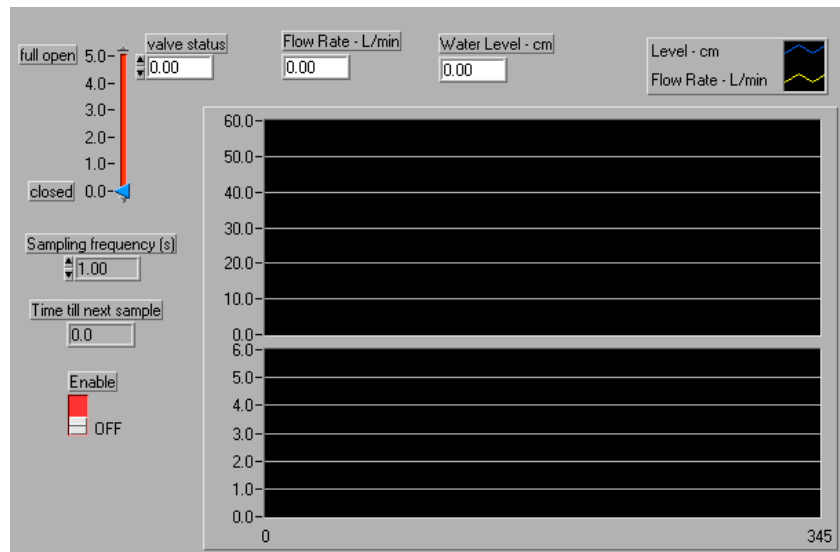 full open
5.0
4.0
3.0
2.0
1.0
0.0
closed
valve status
0.00
Flow Rate - L/min
0.00
Water Level - cm
0.00
Level - cm
Flow Rate - L/min
Sampling frequency (s)
1.00
Time till next sample
0.0
Enable
OFF
60.0
50.0
40.0
30.0
20.0
10.0
0.0
6.0
5.0
4.0
3.0
2.0
1.0
0.0
0
345